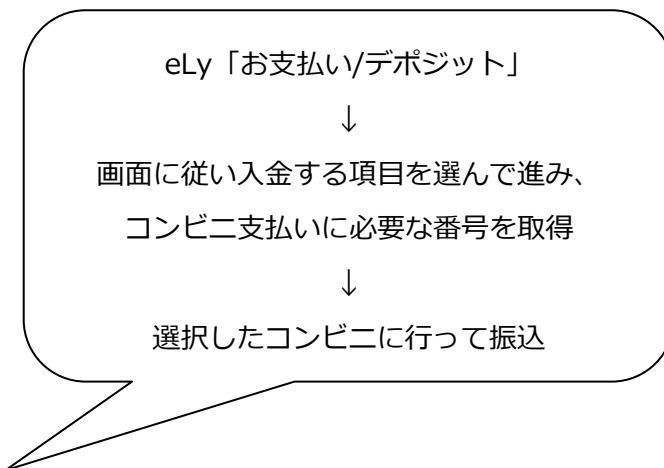 eLy「お支払い/デポジット」
↓
画面に従い入金する項目を選んで進み、
コンビニ支払いに必要な番号を取得
↓
選択したコンビニに行って振込